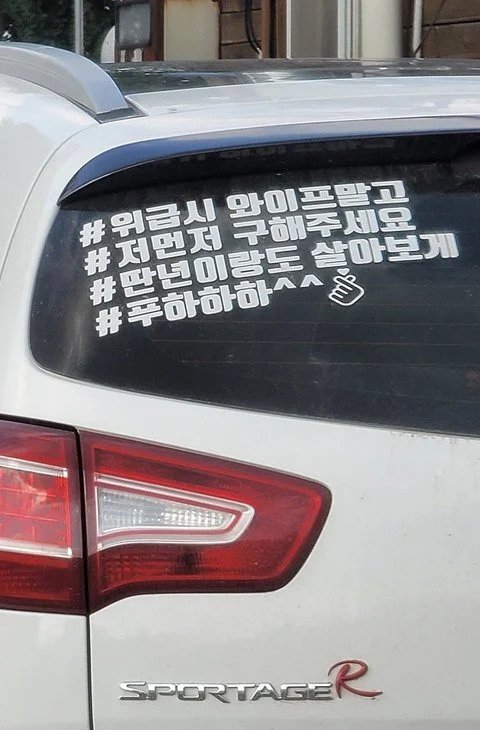 #위급시 와이프말고
#저먼저 구해주세요
#딴년이랑도 살아보게
#푸하하하^^
SPORTAGE R